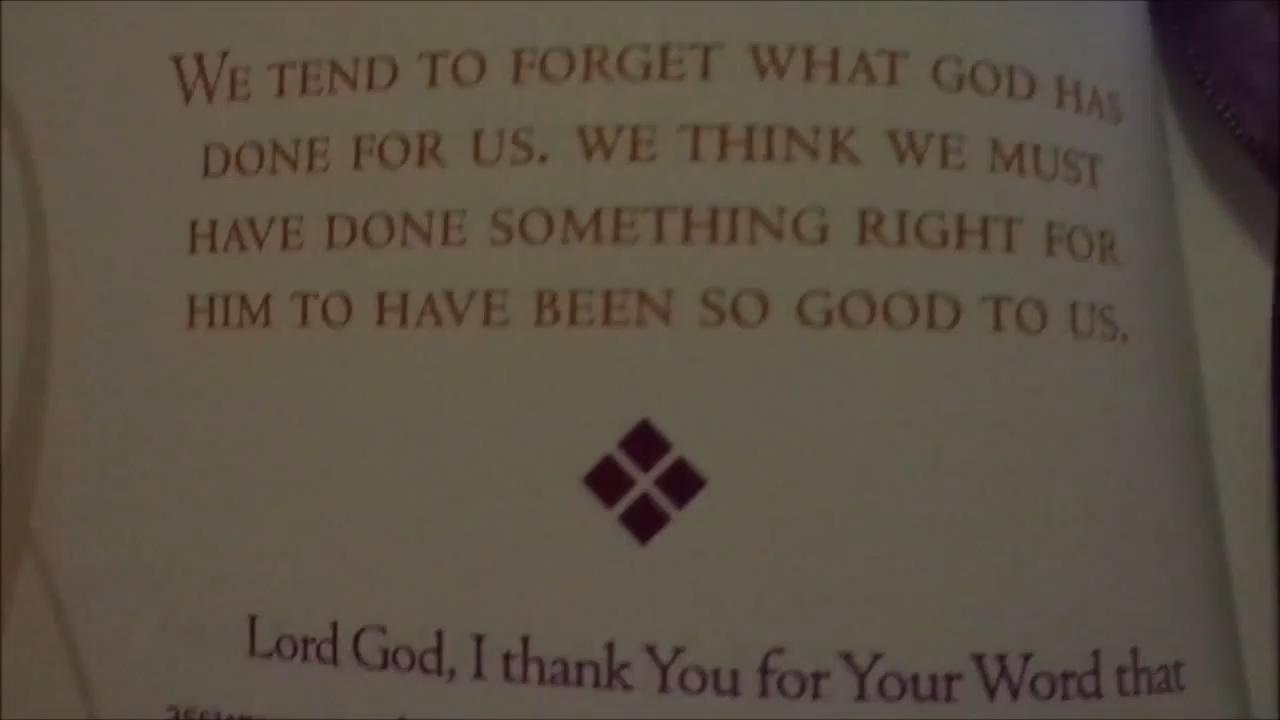 WE TEND TO FORGET WHAT GOD HAS
DONE FOR US. WE THINK WE MUST
HAVE DONE SOMETHING RIGHT FOR
HIM TO HAVE BEEN SO GOOD TO US.
Lord God, I thank You for Your Word that